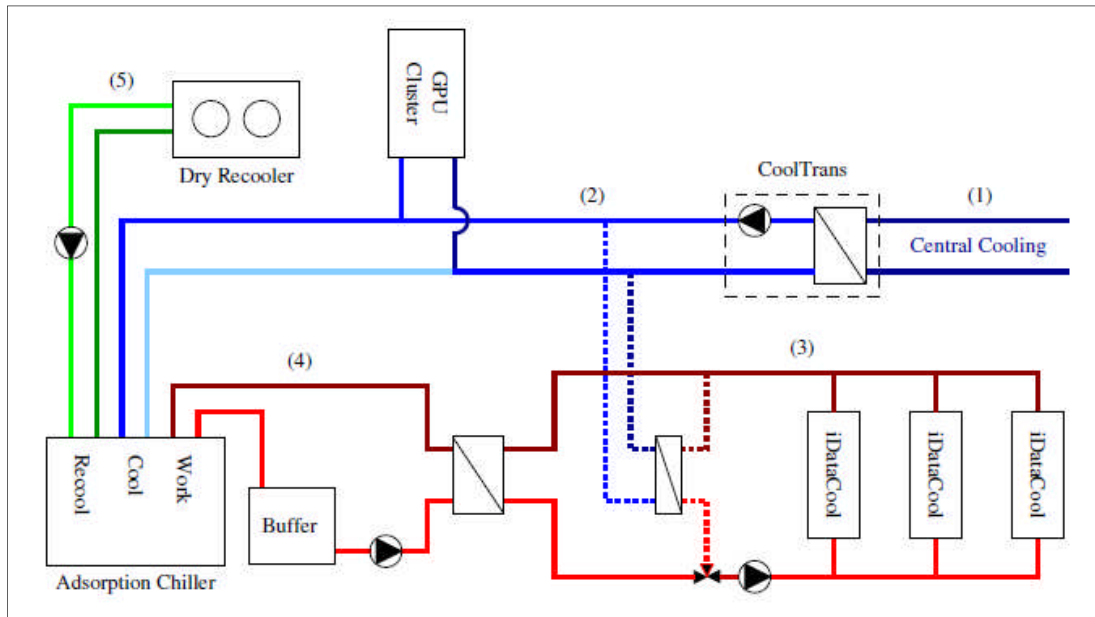 GPU
Cluster
(5)
Dry Recooler
CoolTrans
(2)
(1)
Central Cooling
(4)
(3)
Recool
Cool
Work
Buffer
iDataCool
iDataCool
iDataCool
Adsorption Chiller